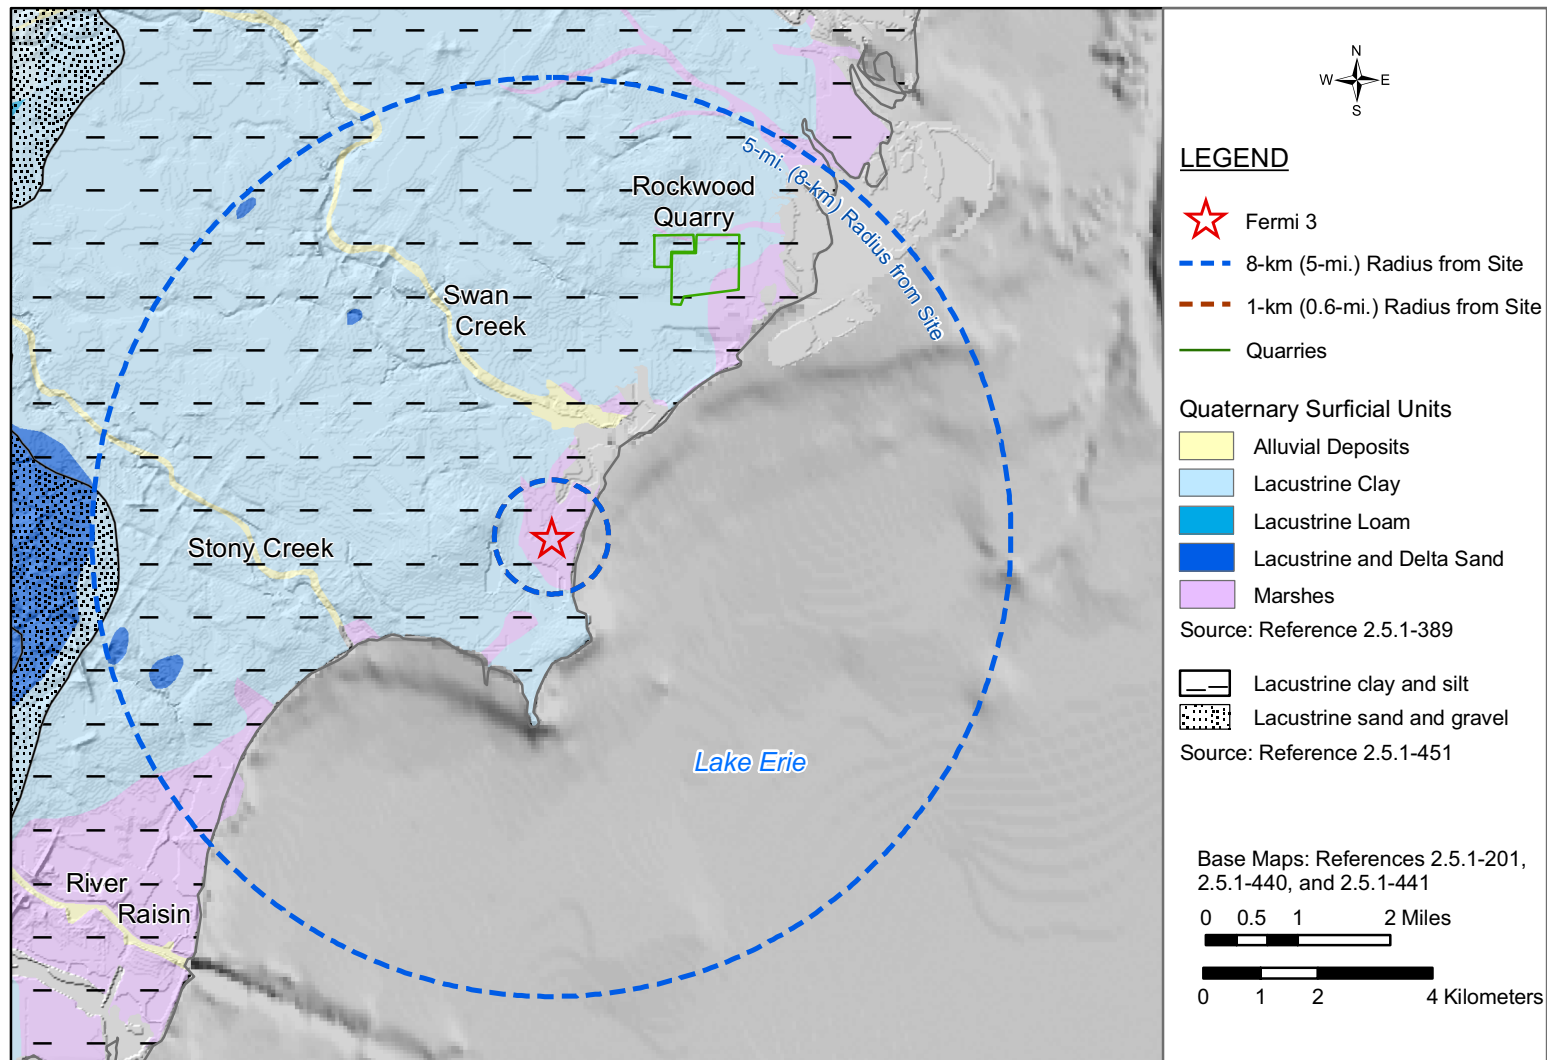 Rockwood
Quarry
5-mi. (8-km) Radius from Site
Swan
Creek
Stony Creek
Lake Erie
River
Raisin
N
W E
S
LEGEND
Fermi 3
8-km (5-mi.) Radius from Site
1-km (0.6-mi.) Radius from Site
Quarries
Quaternary Surficial Units
Alluvial Deposits
Lacustrine Clay
Lacustrine Loam
Lacustrine and Delta Sand
Marshes
Source: Reference 2.5.1-389
Lacustrine clay and silt
Lacustrine sand and gravel
Source: Reference 2.5.1-451
Base Maps: References 2.5.1-201,
2.5.1-440, and 2.5.1-441
0 0.5 1 2 Miles
0 1 2 4 Kilometers